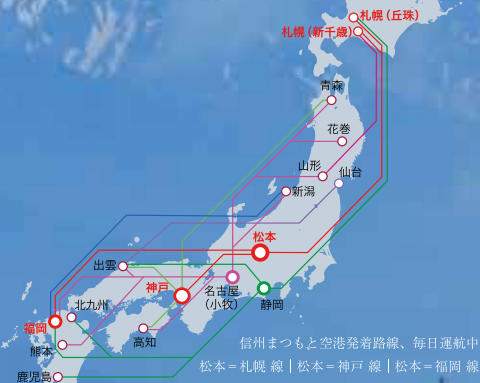 札幌（丘珠）
札幌（新千歳）
青森
花巻
山形
仙台
新潟
松本
出雲
神戸
名古屋
（小牧）
静岡
北九州
福岡
高知
熊本
鹿児島
信州まつもと空港発着路線、毎日運航中
松本＝札幌 線｜松本＝神戸 線｜松本＝福岡 線